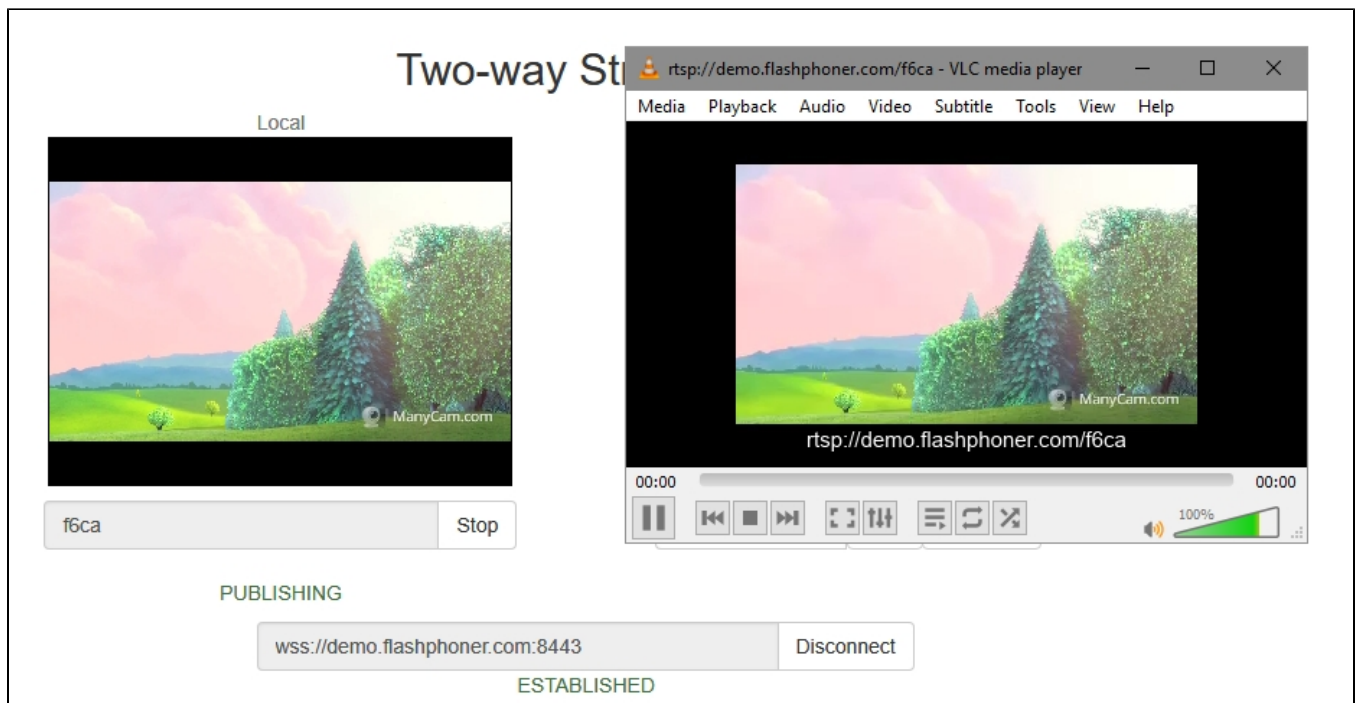 Two-way St
Local
ManyCam.com
f6ca
Stop
PUBLISHING
wss://demo.flashphoner.com:8443
Disconnect
ESTABLISHED
rtsp://demo.flashphoner.com/f6ca - VLC media player
Media Playback Audio Video Subtitle Tools View Help
ManyCam.com
rtsp://demo.flashphoner.com/f6ca
00:00
00:00
100%